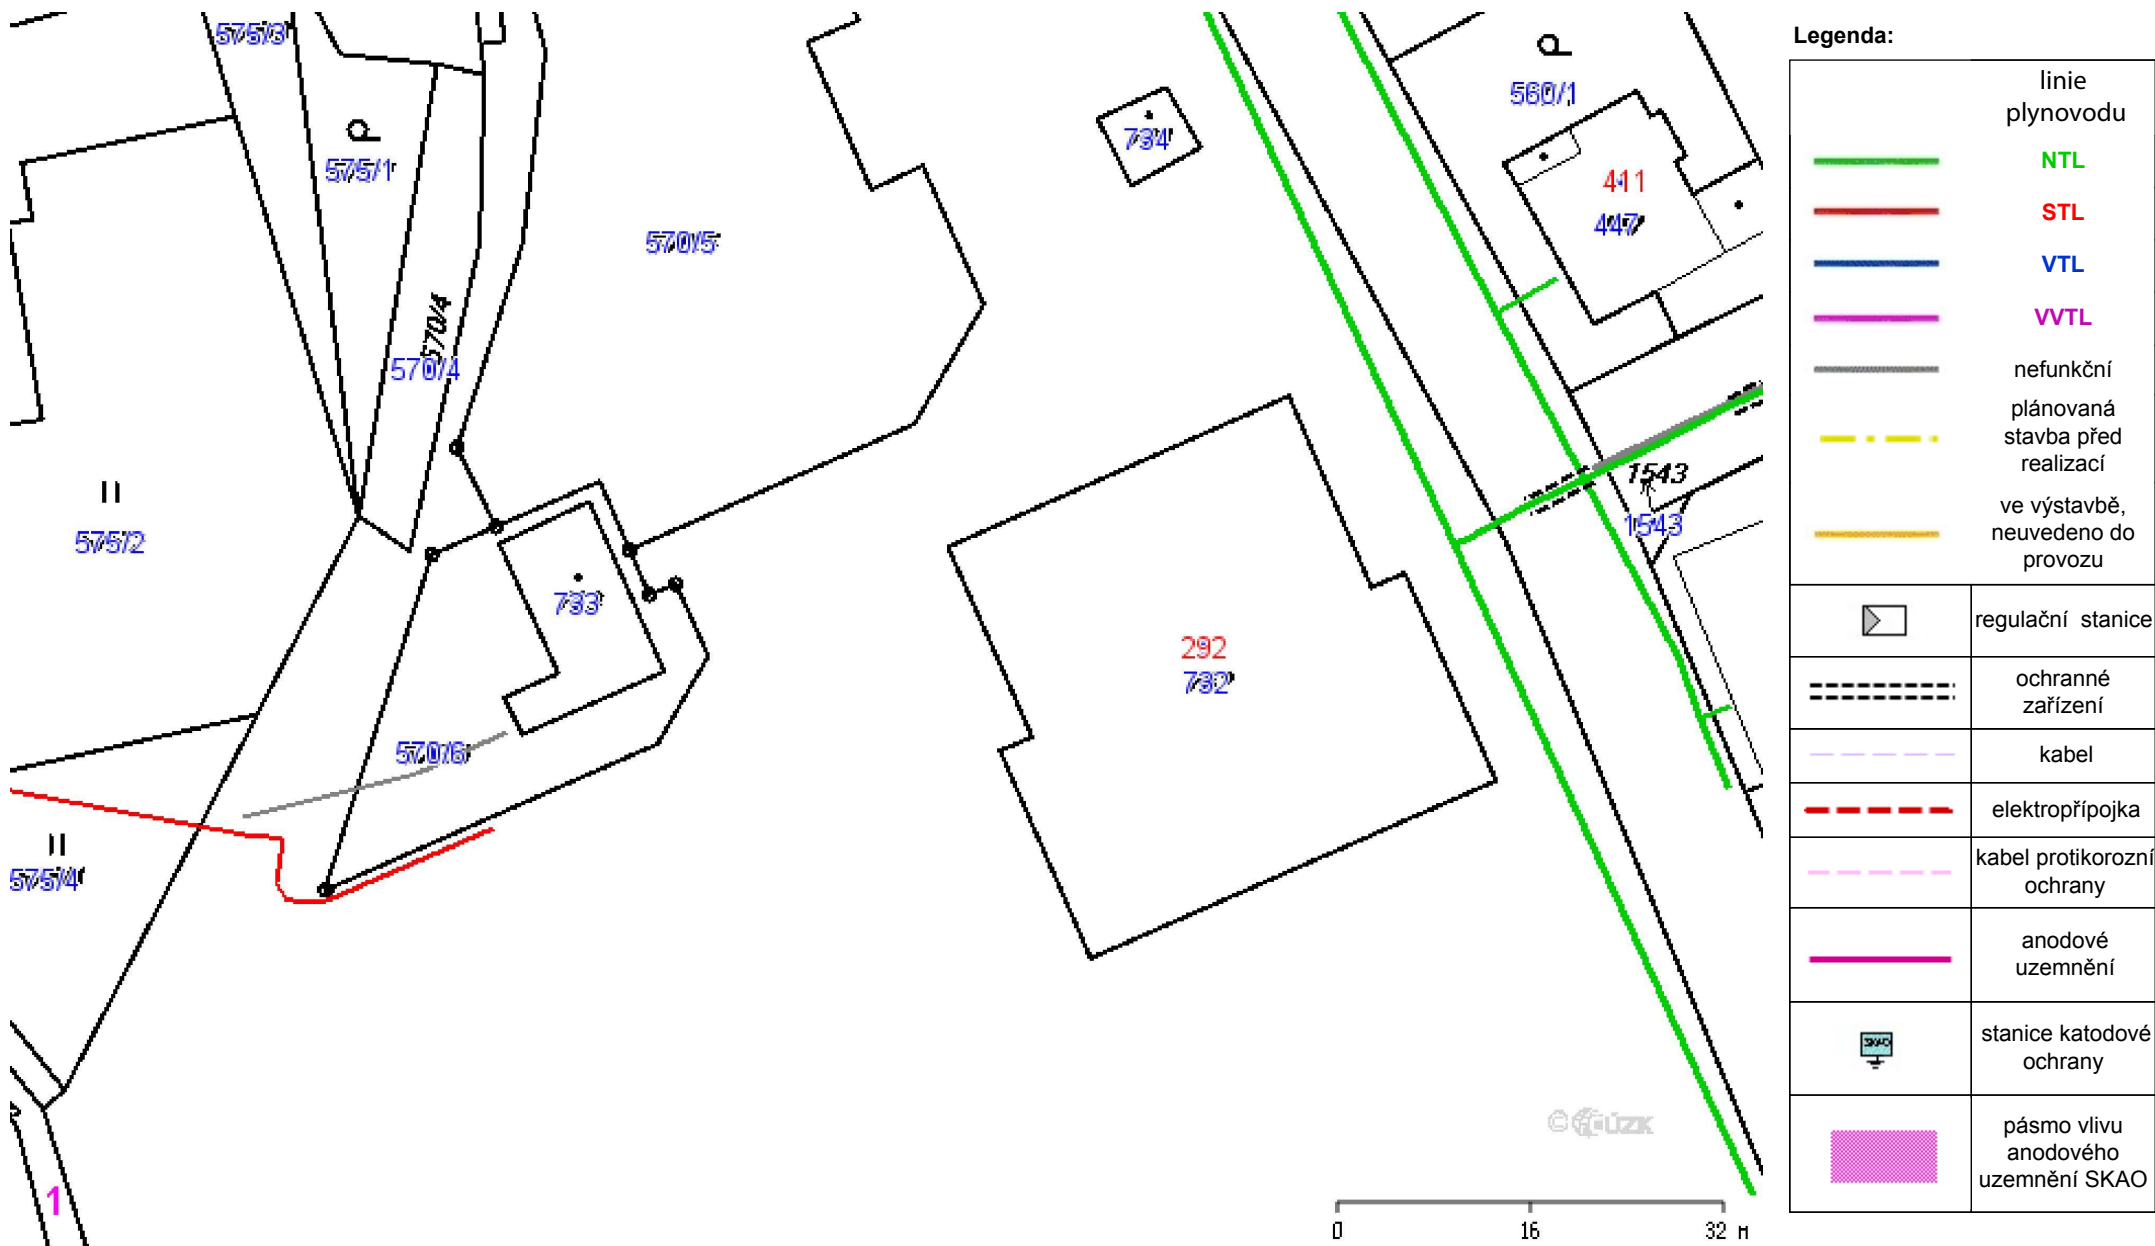 575/3
575/1
570/4
570/4
570/5
734
560/1
411
447
575/2
733
570/6
575/4
292
732
1543
1543
1
©ČÚZK
0 16 32 M
Legenda:
linie
plynovodu
NTL
STL
VTL
VVTL
nefunkční
plánovaná
stavba před
realizací
ve výstavbě,
neuvedeno do
provozu
regulační stanice
ochranné
zařízení
kabel
elektropřípojka
kabel protikorozní
ochrany
anodové
uzemnění
SKAO
stanice katodové
ochrany
pásmo vlivu
anodového
uzemnění SKAO